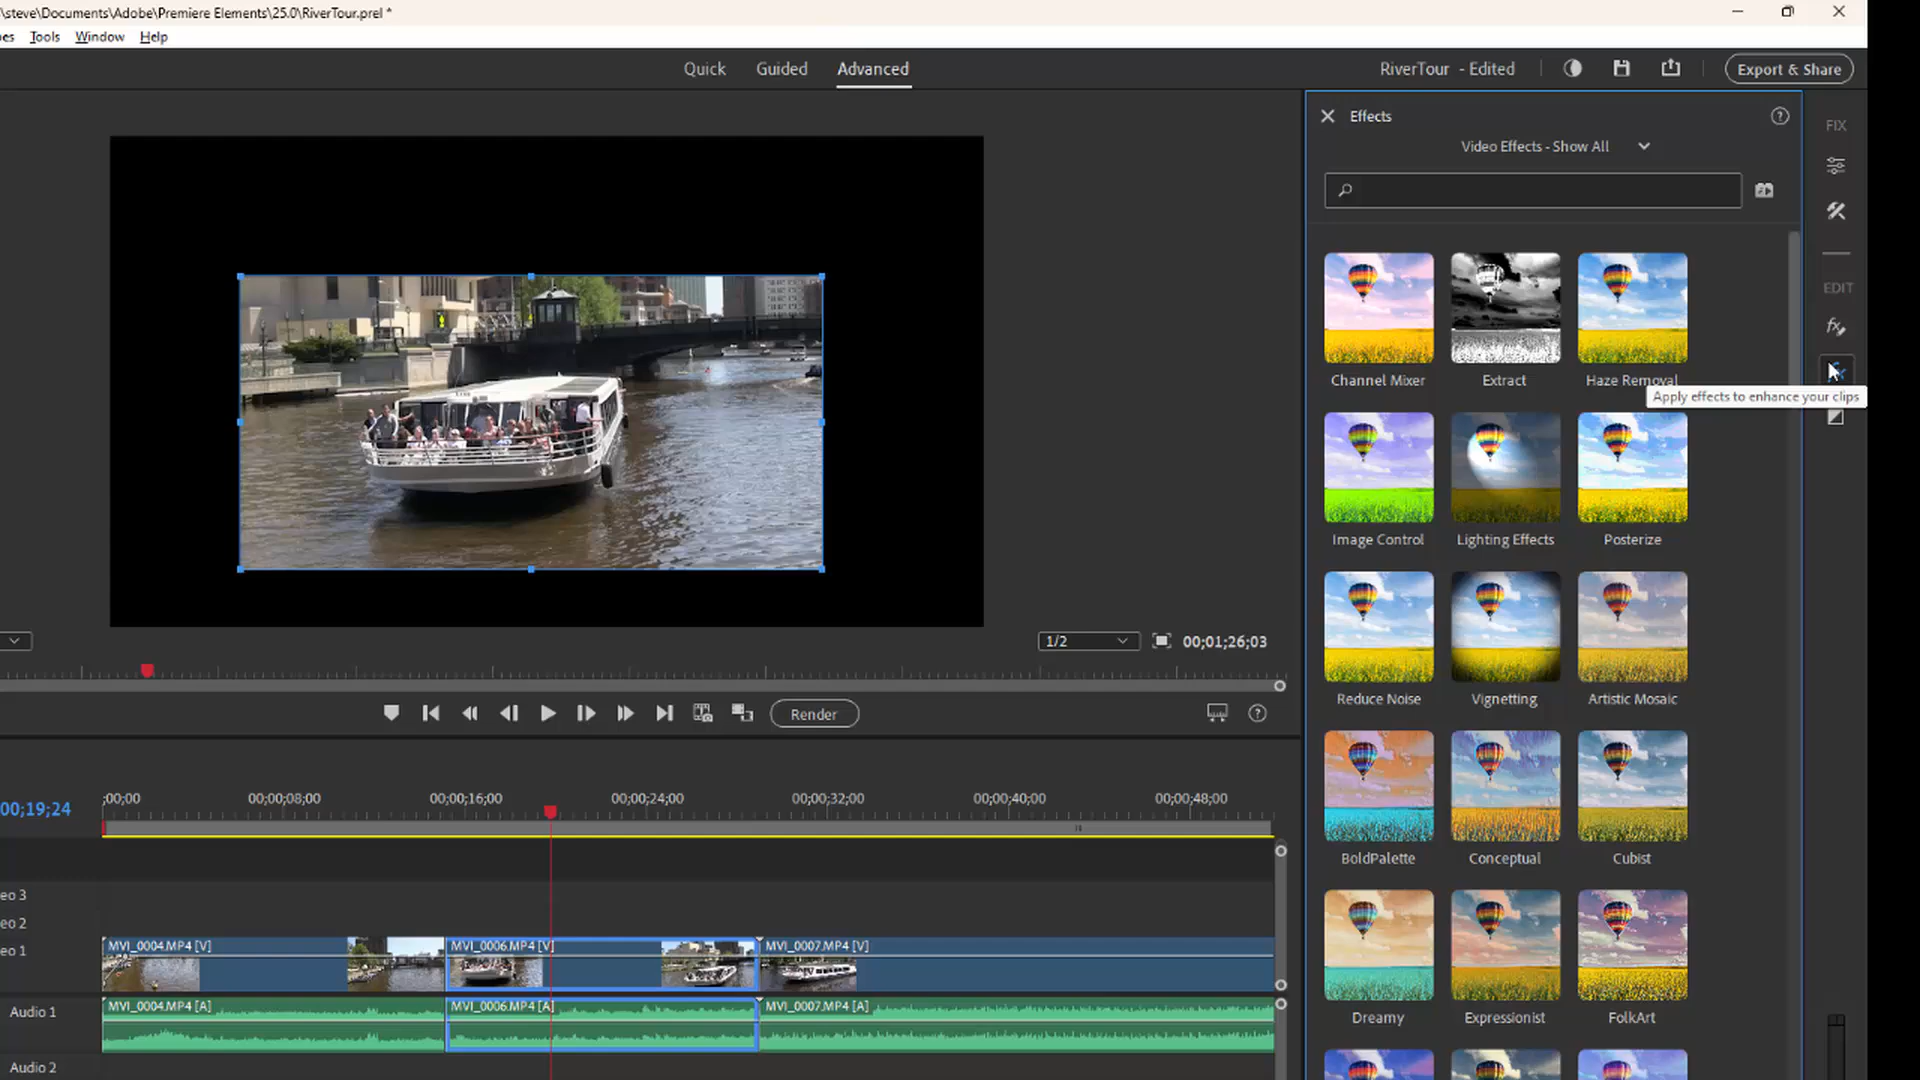 \steve\Documents\Adobe\Premiere Elements\25.0\RiverTour.prel *
pes Tools Window Help
Quick Guided Advanced
RiverTour - Edited
Export & Share
Effects
Video Effects - Show All
FIX
EDIT
Channel Mixer Extract Haze Removal
Apply effects to enhance your clips
Image Control Lighting Effects Posterize
Reduce Noise Vignetting Artistic Mosaic
BoldPalette Conceptual Cubist
Dreamy Expressionist FolkArt
1/2 00;01;26;03
Render
00;19;24
;00;00 00;00;08;00 00;00;16;00 00;00;24;00 00;00;32;00 00;00;40;00 00;00;48;00
eo 3
eo 2
eo 1
MVI_0004.MP4 [V] MVI_0006.MP4 [V] MVI_0007.MP4 [V]
Audio 1
MVI_0004.MP4 [A] MVI_0006.MP4 [A] MVI_0007.MP4 [A]
Audio 2